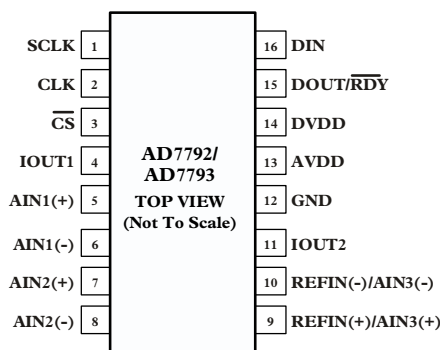 SCLK 1
CLK 2
C̅S̅ 3
IOUT1 4
AIN1(+) 5
AIN1(-) 6
AIN2(+) 7
AIN2(-) 8
AD7792/
AD7793
TOP VIEW
(Not To Scale)
16 DIN
15 DOUT/R̅D̅Y̅
14 DVDD
13 AVDD
12 GND
11 IOUT2
10 REFIN(-)/AIN3(-)
9 REFIN(+)/AIN3(+)